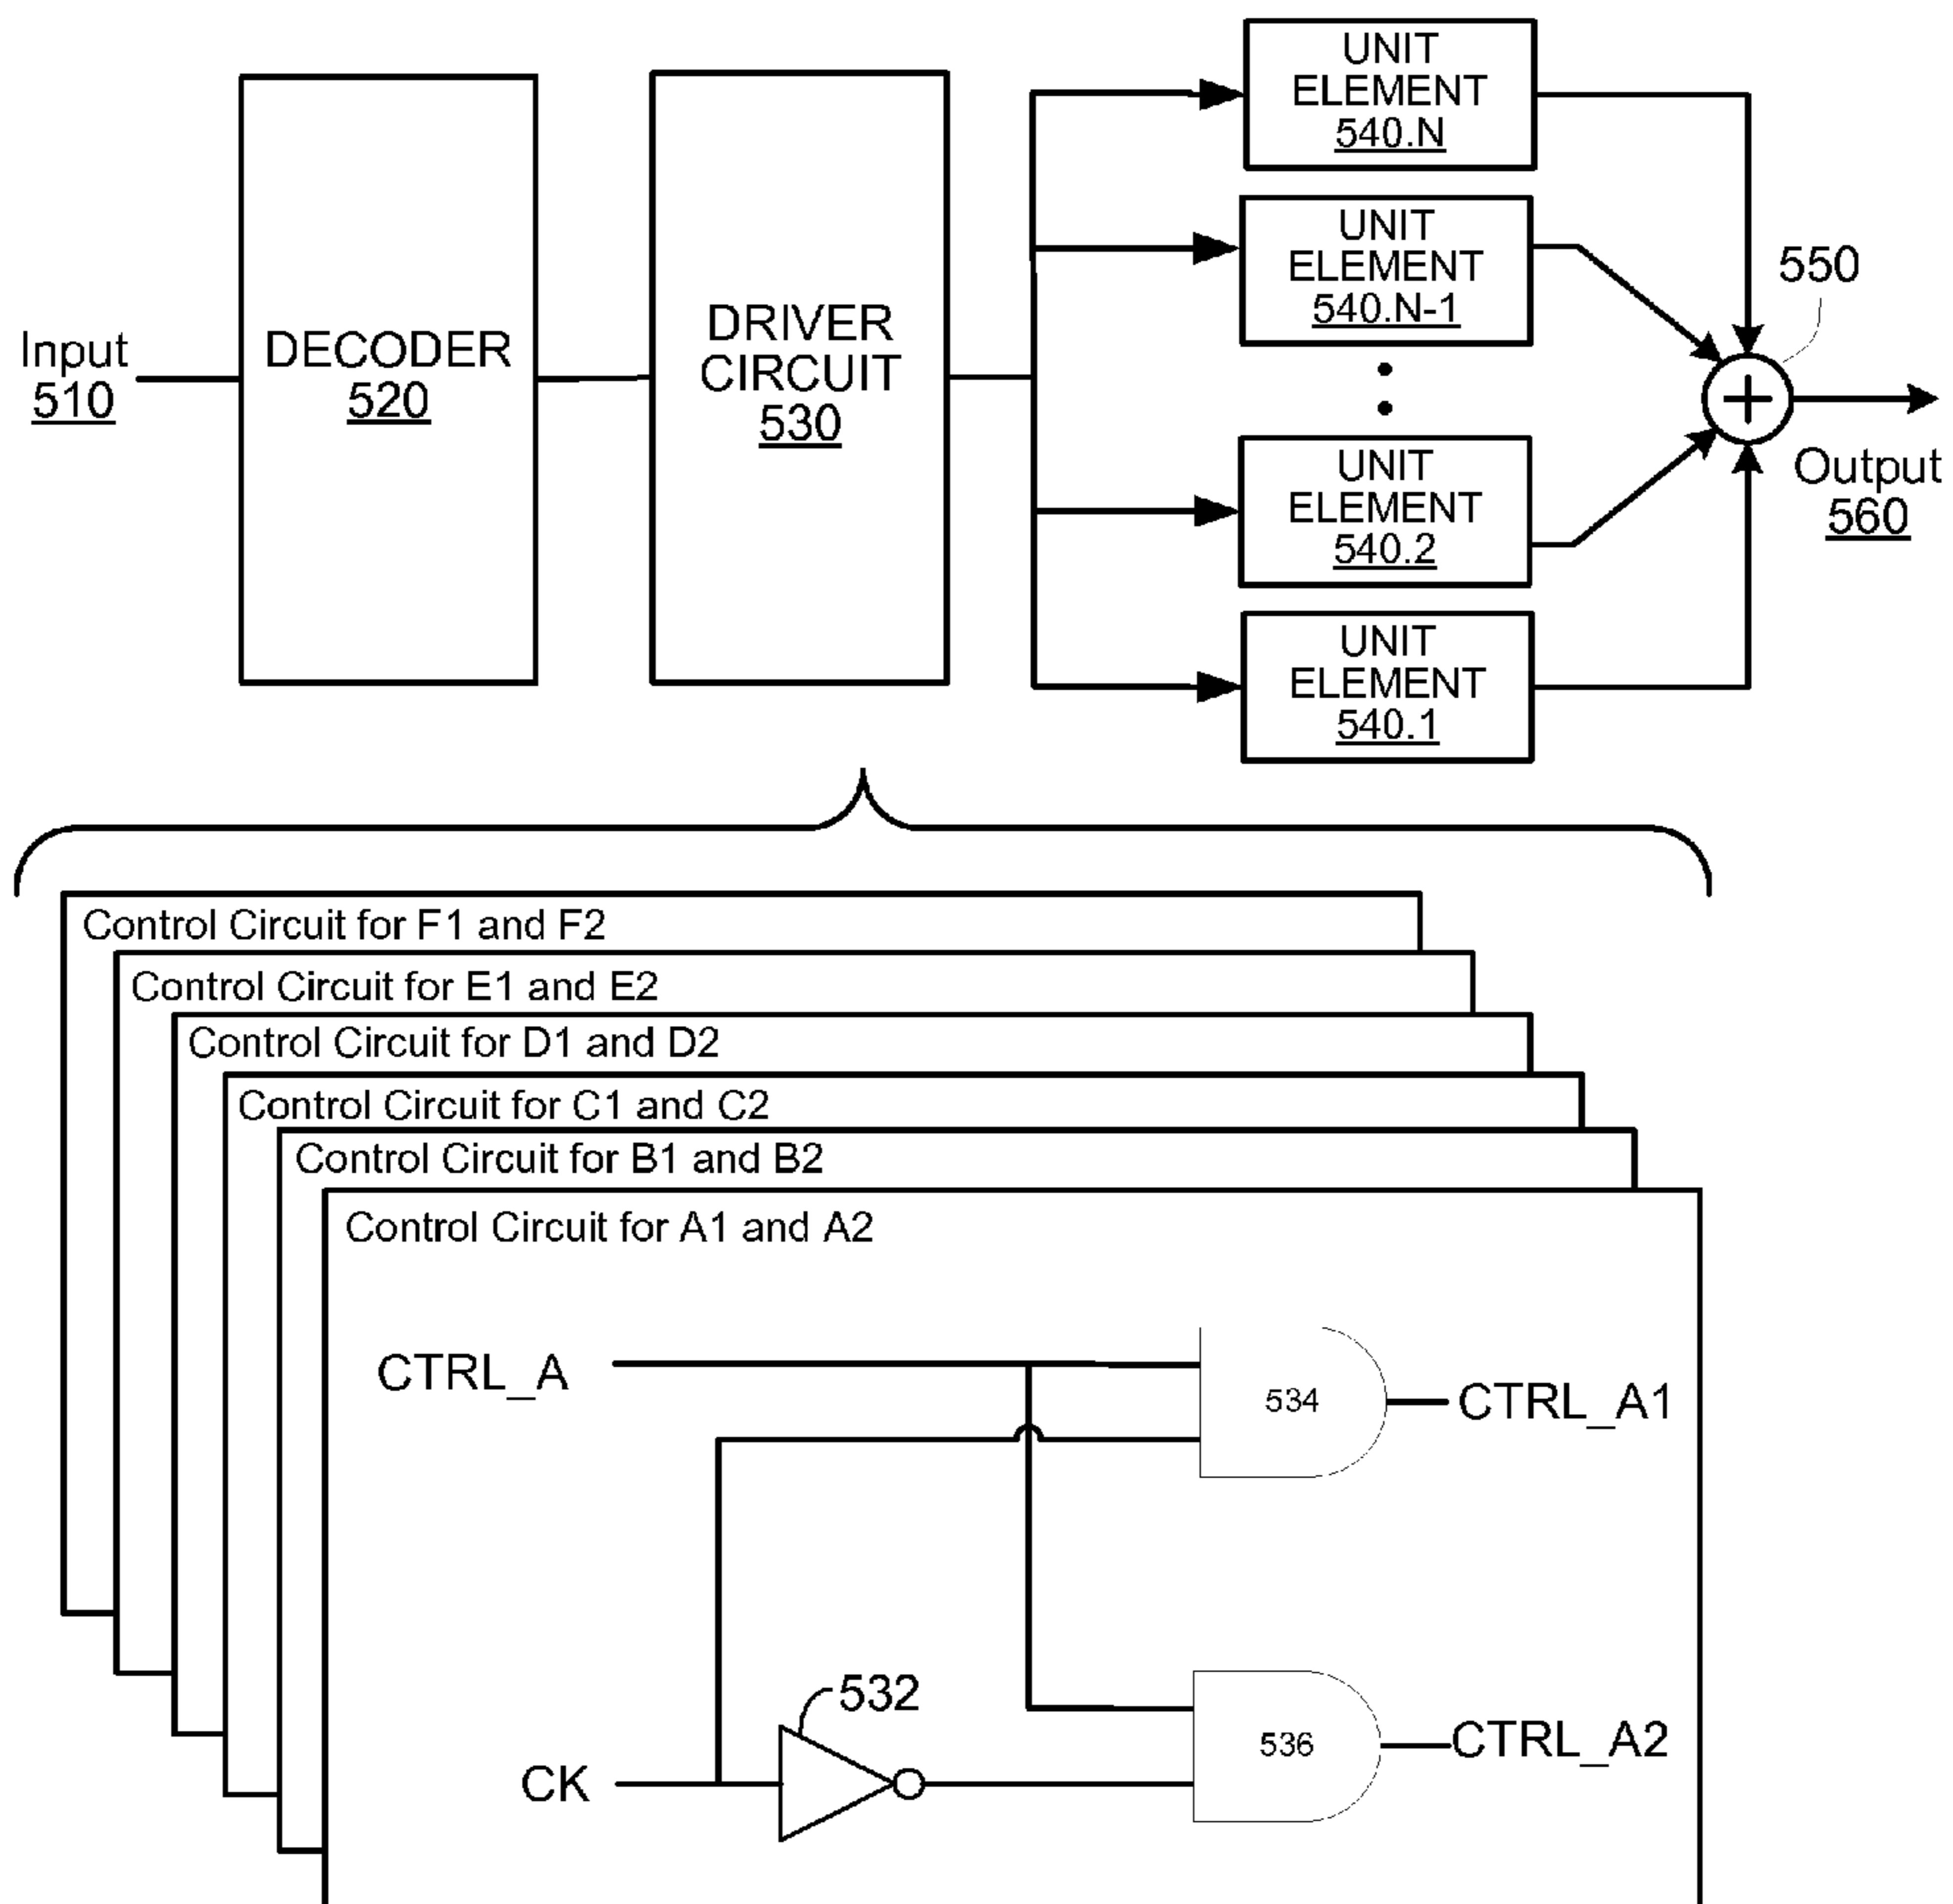 UNIT
ELEMENT
540.N
UNIT
ELEMENT
540.N-1
550
Input
510
DECODER
520
DRIVER
CIRCUIT
530
+
Output
560
UNIT
ELEMENT
540.2
UNIT
ELEMENT
540.1
Control Circuit for F1 and F2
Control Circuit for E1 and E2
Control Circuit for D1 and D2
Control Circuit for C1 and C2
Control Circuit for B1 and B2
Control Circuit for A1 and A2
CTRL_A
534
CTRL_A1
532
536
CTRL_A2
CK